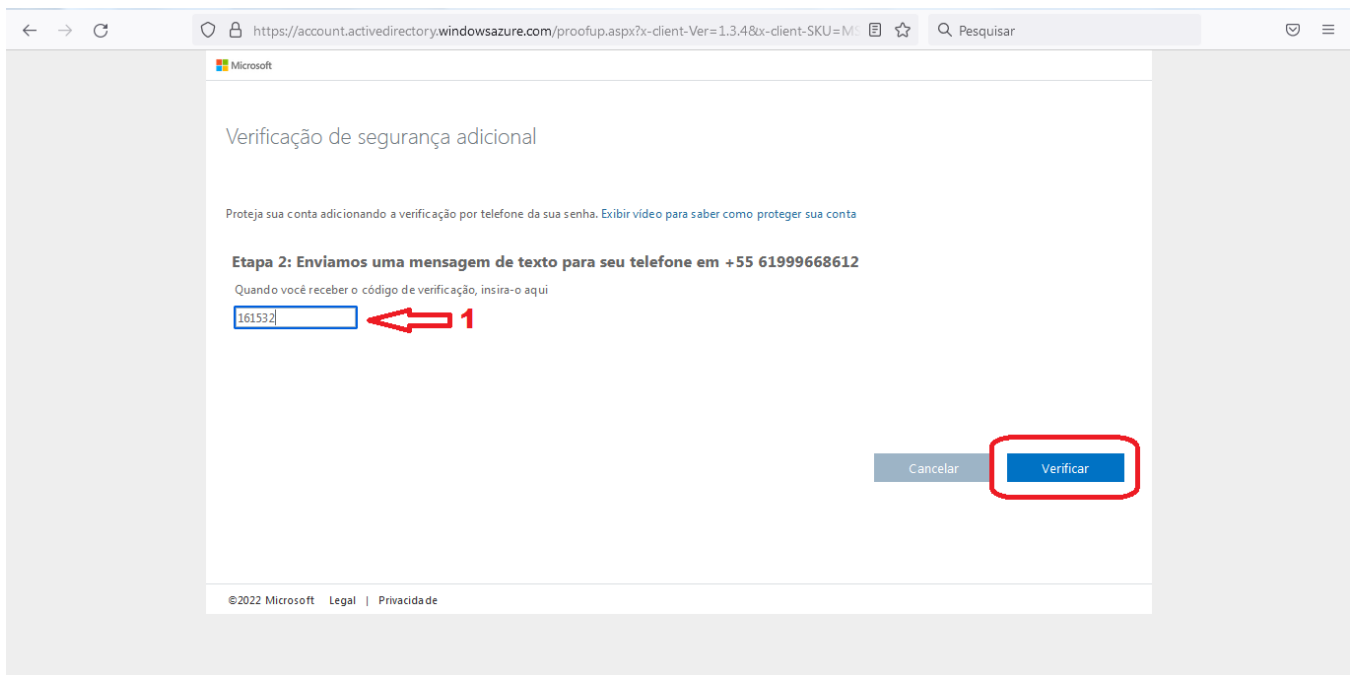 https://account.activedirectory.windowsazure.com/proofup.aspx?x-client-Ver=1.3.4&x-client-SKU=MS
Pesquisar
Microsoft
Verificação de segurança adicional
Proteja sua conta adicionando a verificação por telefone da sua senha. Exibir vídeo para saber como proteger sua conta
Etapa 2: Enviamos uma mensagem de texto para seu telefone em +55 61999668612
Quando você receber o código de verificação, insira-o aqui
161532 1
Cancelar Verificar
©2022 Microsoft Legal | Privacidade